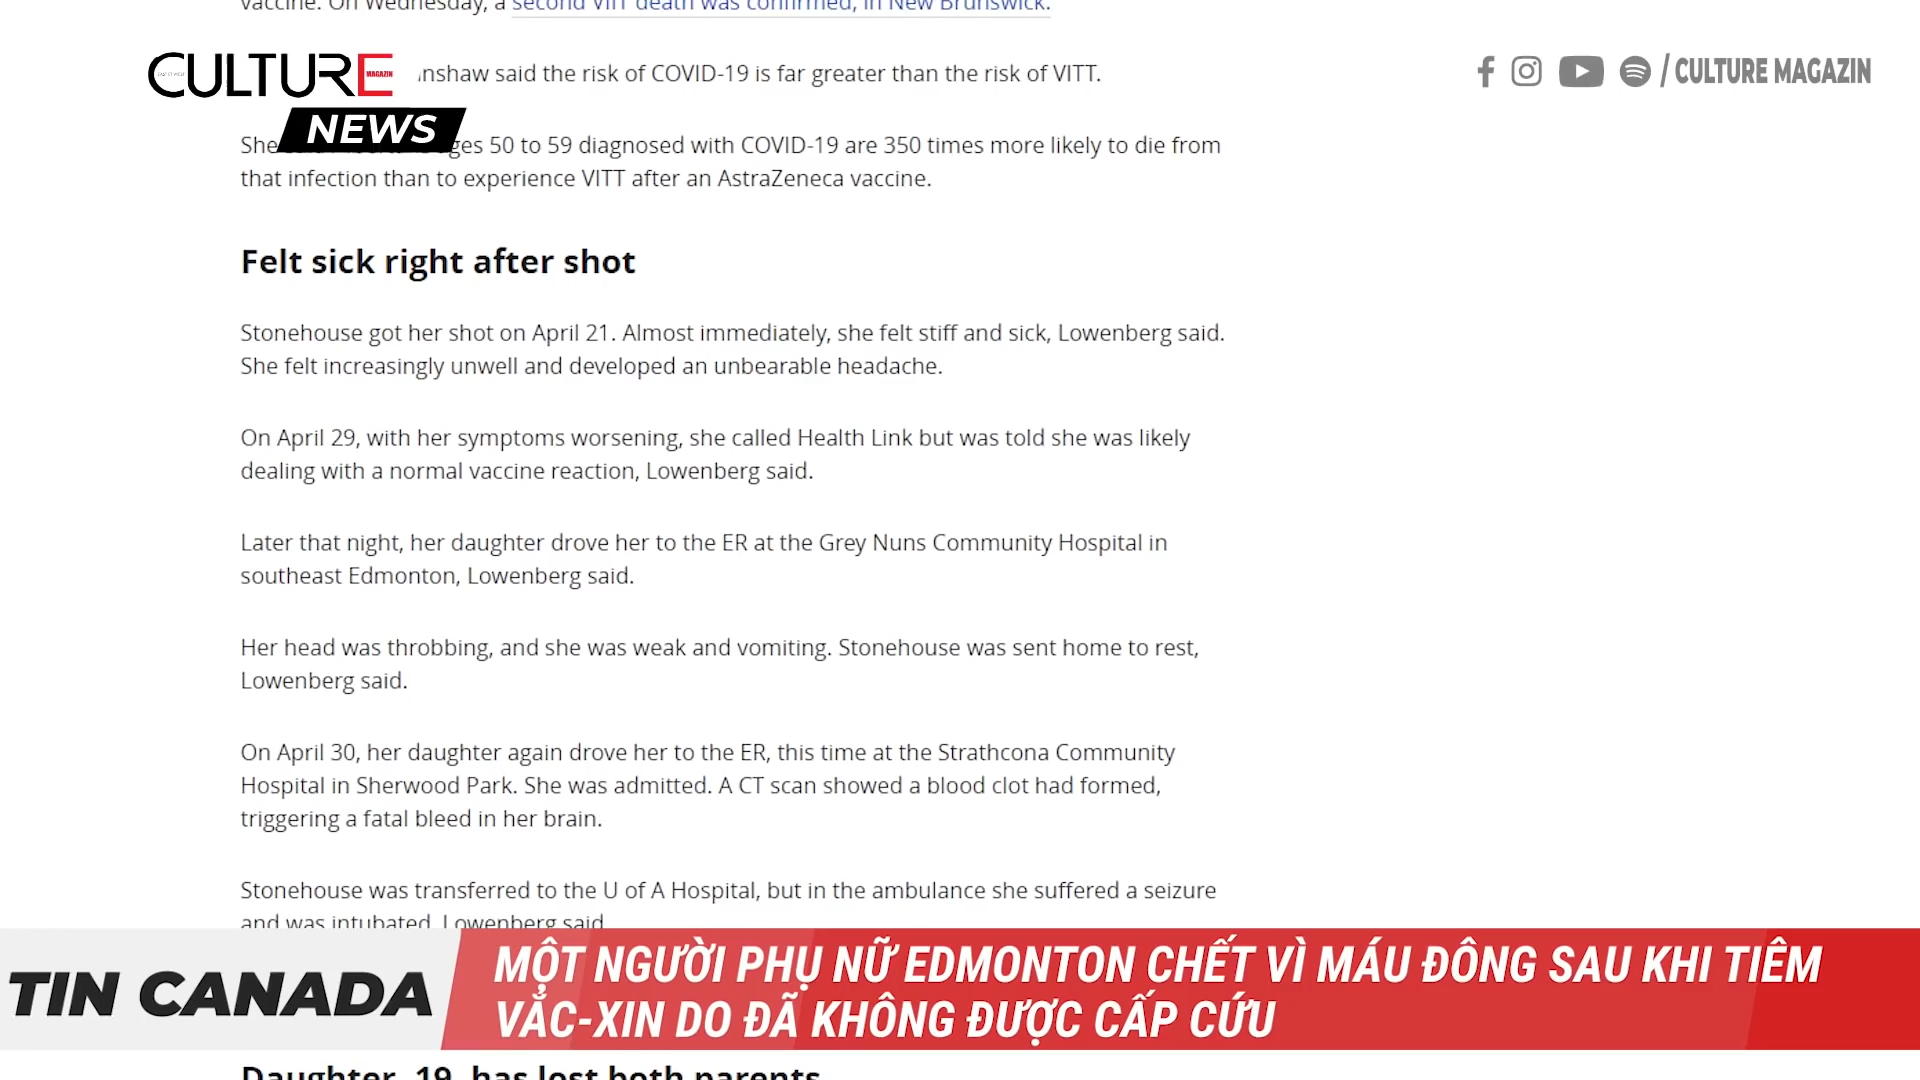 vaccine. On Wednesday, a second VITT death was confirmed, in New Brunswick.
CULTURE
MAGAZIN
NEWS
/ CULTURE MAGAZIN
said the risk of COVID-19 is far greater than the risk of VITT.
She 50 to 59 diagnosed with COVID-19 are 350 times more likely to die from
that infection than to experience VITT after an AstraZeneca vaccine.
Felt sick right after shot
Stonehouse got her shot on April 21. Almost immediately, she felt stiff and sick, Lowenberg said.
She felt increasingly unwell and developed an unbearable headache.
On April 29, with her symptoms worsening, she called Health Link but was told she was likely
dealing with a normal vaccine reaction, Lowenberg said.
Later that night, her daughter drove her to the ER at the Grey Nuns Community Hospital in
southeast Edmonton, Lowenberg said.
Her head was throbbing, and she was weak and vomiting. Stonehouse was sent home to rest,
Lowenberg said.
On April 30, her daughter again drove her to the ER, this time at the Strathcona Community
Hospital in Sherwood Park. She was admitted. A CT scan showed a blood clot had formed,
triggering a fatal bleed in her brain.
Stonehouse was transferred to the U of A Hospital, but in the ambulance she suffered a seizure
and was intubated, Lowenberg said.
TIN CANADA
MỘT NGƯỜI PHỤ NỮ EDMONTON CHẾT VÌ MÁU ĐÔNG SAU KHI TIÊM
VẮC-XIN DO ĐÃ KHÔNG ĐƯỢC CẤP CỨU
Daughter, 19, has lost both parents